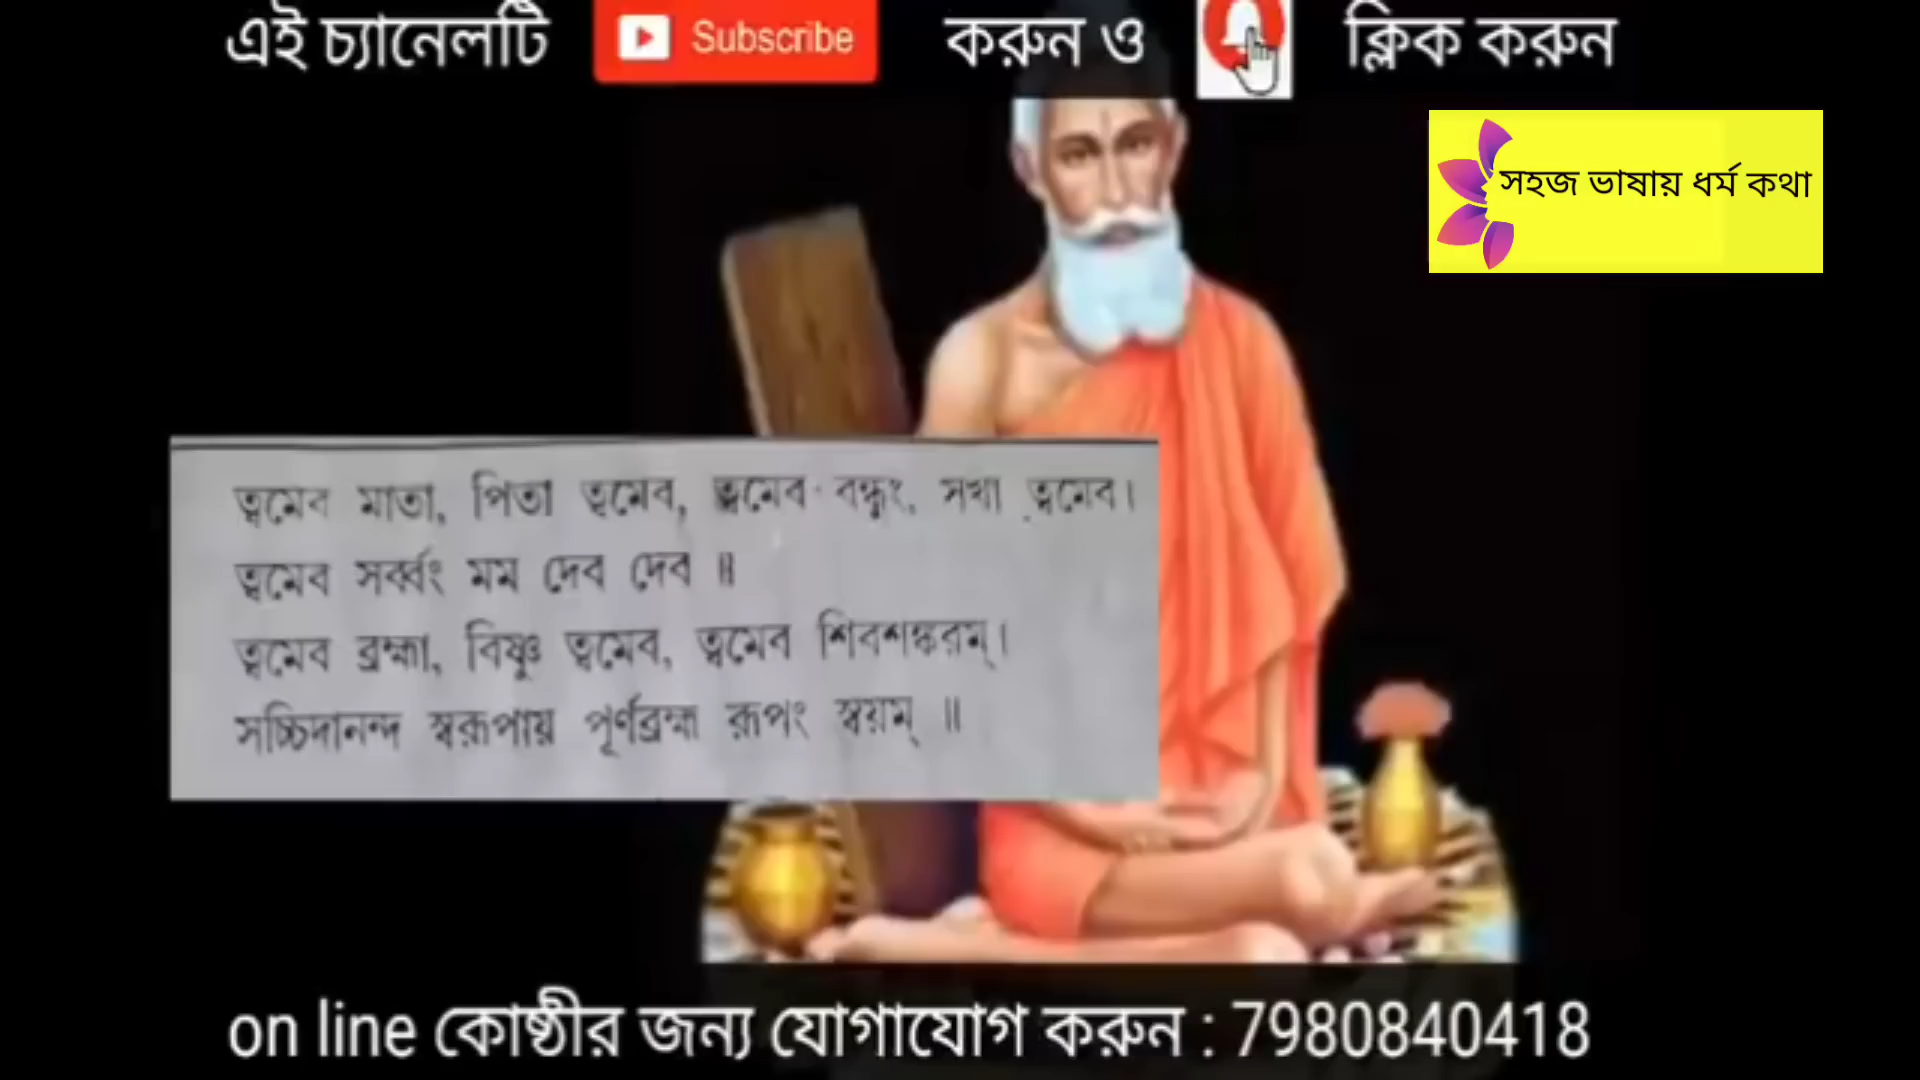 এই চ্যানেলটি Subscribe করুন ও ক্লিক করুন
সহজ ভাষায় ধর্ম কথা
ত্বমেব মাতা, পিতা ত্বমেব, ত্বমেব বন্ধুং, সখা ত্বমেব।
ত্বমেব সর্ব্বং মম দেব দেব ॥
ত্বমেব ব্রহ্মা, বিষ্ণু ত্বমেব, ত্বমেব শিবশঙ্করম্।
সচ্চিদানন্দ স্বরূপায় পূর্ণব্রহ্ম রূপং স্বয়ম্ ॥
on line কোষ্ঠীর জন্য যোগাযোগ করুন : 7980840418